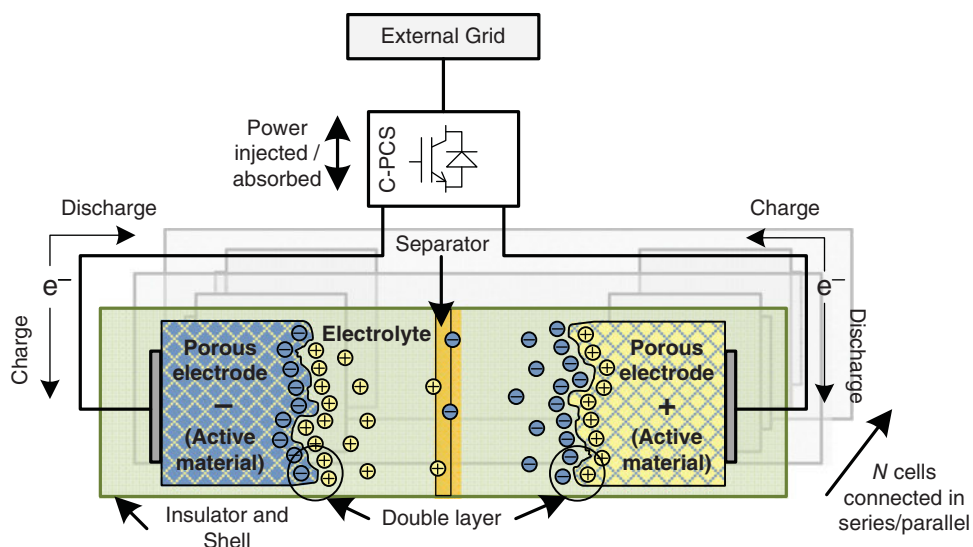 External Grid
Power
injected /
absorbed
C-PCS
Discharge
Charge
Separator
e–
e–
Charge
Discharge
Electrolyte
Porous
electrode
–
(Active
material)
Porous
electrode
+
(Active
material)
Insulator and
Shell
Double layer
N cells
connected in
series/parallel